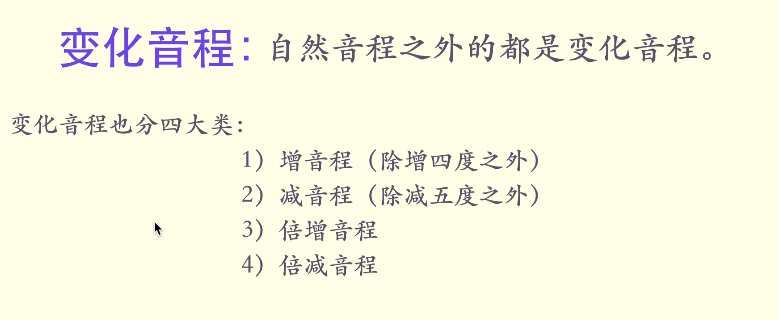 变化音程：自然音程之外的都是变化音程。
变化音程也分四大类：
1）增音程（除增四度之外）
2）减音程（除减五度之外）
3）倍增音程
4）倍减音程